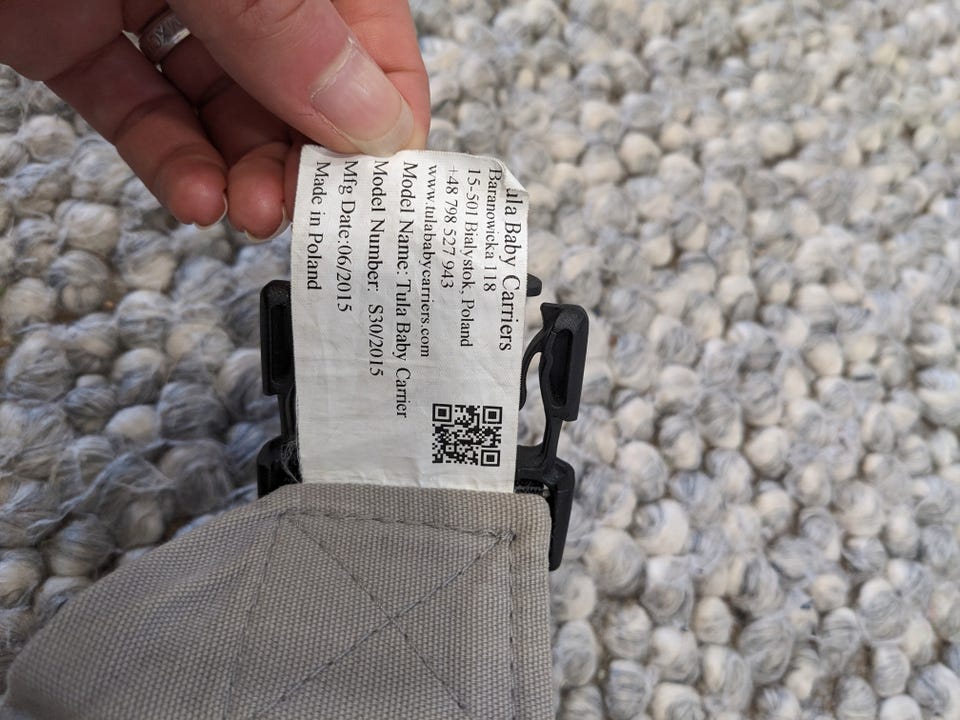 Tula Baby Carriers
Baranowicka 118
15-501 Bialystok, Poland
+48 798 527 943
www.tulababycarriers.com
Model Name: Tula Baby Carrier
Model Number: S30/2015
Mfg Date:06/2015
Made in Poland